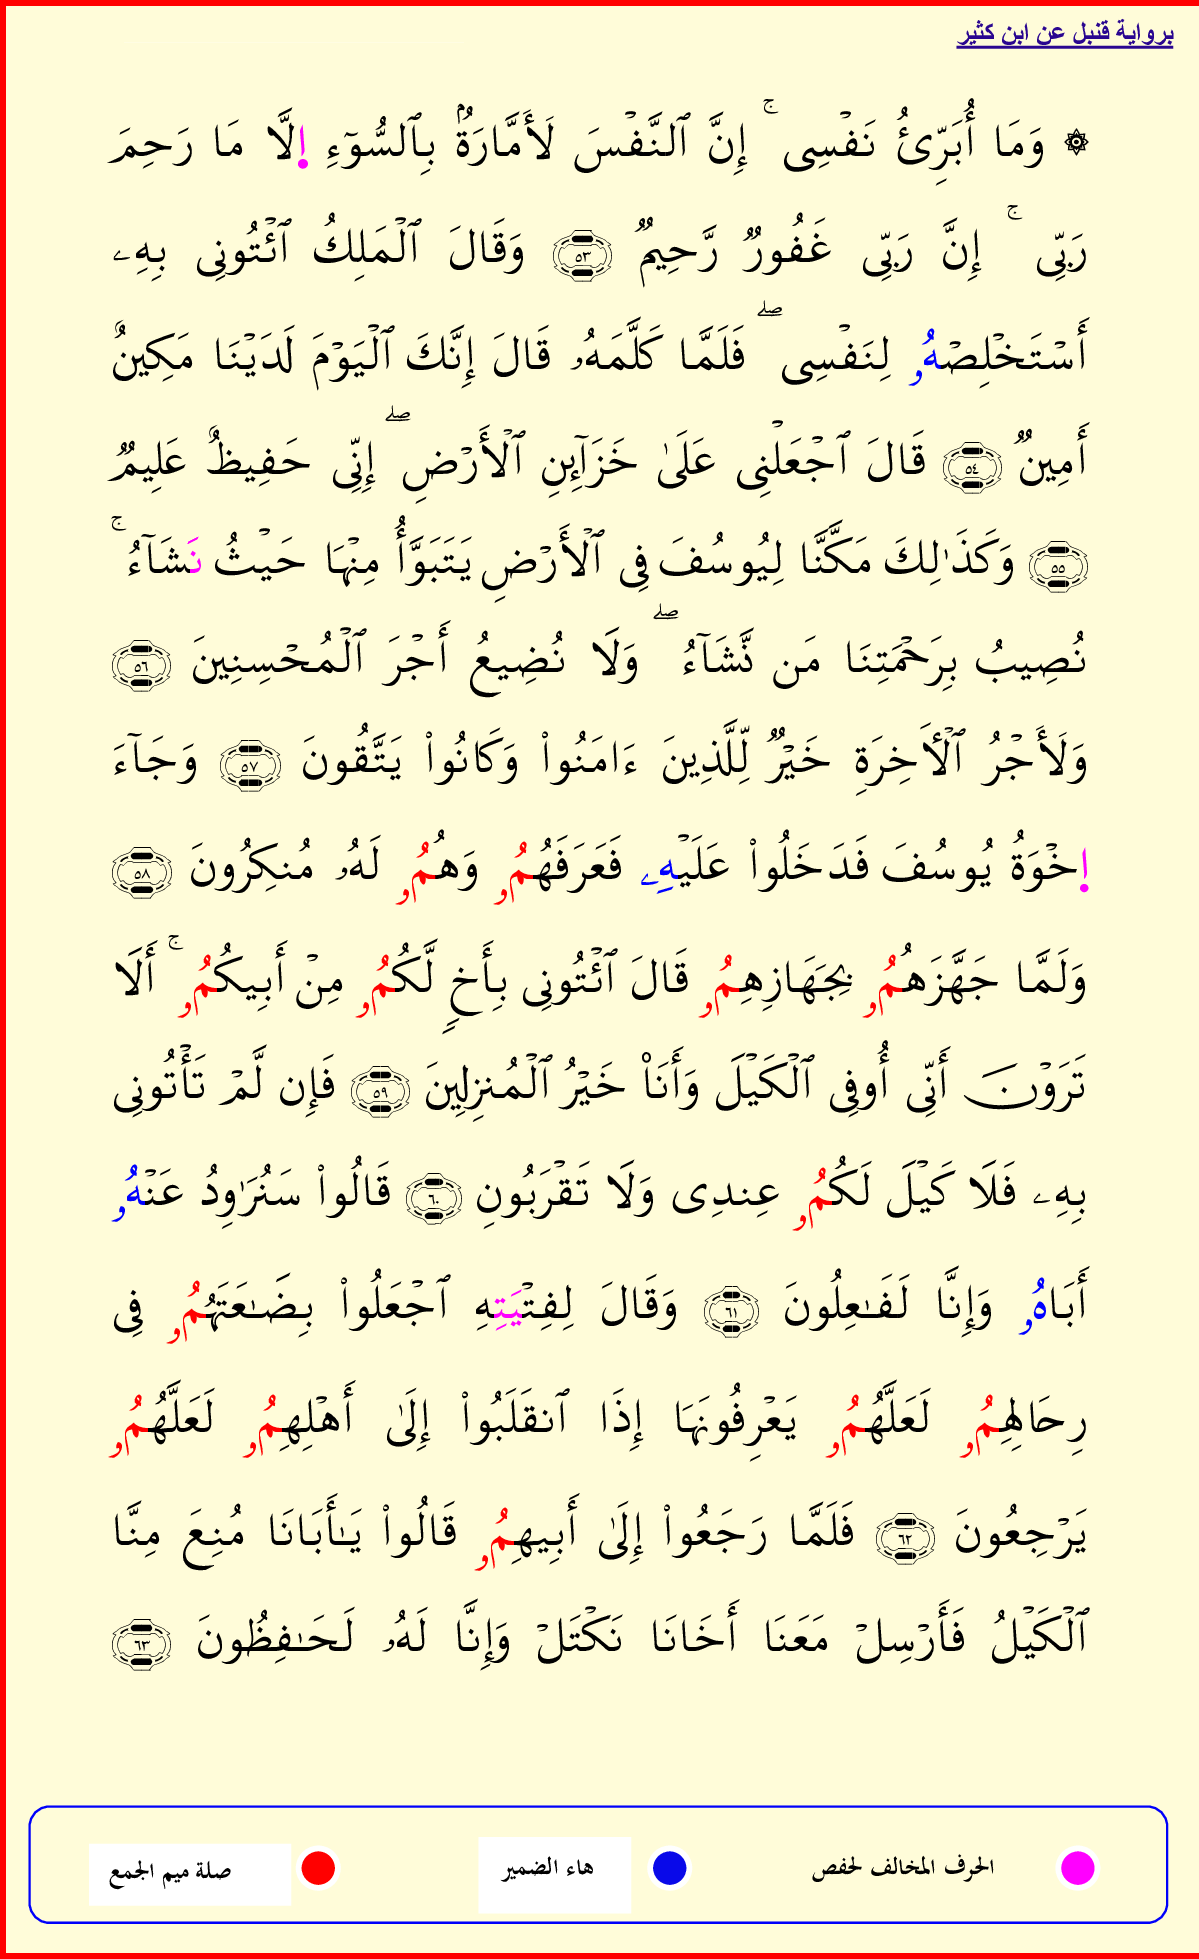 برواية قنبل عن ابن كثير
۞ وَمَا أُبَرِّئُ نَفْسِى ۚ إِنَّ ٱلنَّفْسَ لَأَمَّارَةٌۢ بِٱلسُّوٓءِ اِلَّا مَا رَحِمَ
رَبِّى ۚ إِنَّ رَبِّى غَفُورٌ رَّحِيمٌ ٥٣ وَقَالَ ٱلْمَلِكُ ٱئْتُونِى بِهِۦ
أَسْتَخْلِصْهُۥ لِنَفْسِى ۖ فَلَمَّا كَلَّمَهُۥ قَالَ إِنَّكَ ٱلْيَوْمَ لَدَيْنَا مَكِينٌ
أَمِينٌ ٥٤ قَالَ ٱجْعَلْنِى عَلَىٰ خَزَآئِنِ ٱلْأَرْضِ ۖ إِنِّى حَفِيظٌ عَلِيمٌ
٥٥ وَكَذَٰلِكَ مَكَّنَّا لِيُوسُفَ فِى ٱلْأَرْضِ يَتَبَوَّأُ مِنْهَا حَيْثُ نَشَآءُ ۚ
نُصِيبُ بِرَحْمَتِنَا مَن نَّشَآءُ ۖ وَلَا نُضِيعُ أَجْرَ ٱلْمُحْسِنِينَ ٥٦
وَلَأَجْرُ ٱلْأَخِرَةِ خَيْرٌ لِّلَّذِينَ ءَامَنُوا۟ وَكَانُوا۟ يَتَّقُونَ ٥٧ وَجَآءَ
اِخْوَةُ يُوسُفَ فَدَخَلُوا۟ عَلَيْهِۦ فَعَرَفَهُمُۥ وَهُمُۥ لَهُۥ مُنكِرُونَ ٥٨
وَلَمَّا جَهَّزَهُمُۥ بِجَهَازِهِمُۥ قَالَ ٱئْتُونِى بِأَخٍ لَّكُمُۥ مِنْ أَبِيكُمُۥ ۚ أَلَا
تَرَوْنَ أَنِّى أُوفِى ٱلْكَيْلَ وَأَنَا۠ خَيْرُ ٱلْمُنزِلِينَ ٥٩ فَإِن لَّمْ تَأْتُونِى
بِهِۦ فَلَا كَيْلَ لَكُمُۥ عِندِى وَلَا تَقْرَبُونِ ٦٠ قَالُوا۟ سَنُرَٰوِدُ عَنْهُۥ
أَبَاهُۥ وَإِنَّا لَفَـٰعِلُونَ ٦١ وَقَالَ لِفِتْيَتِهِ ٱجْعَلُوا۟ بِضَـٰعَتَهُمُۥ فِى
رِحَالِهِمُۥ لَعَلَّهُمُۥ يَعْرِفُونَهَا إِذَا ٱنقَلَبُوا۟ إِلَىٰ أَهْلِهِمُۥ لَعَلَّهُمُۥ
يَرْجِعُونَ ٦٢ فَلَمَّا رَجَعُوا۟ إِلَىٰ أَبِيهِمُۥ قَالُوا۟ يَـٰأَبَانَا مُنِعَ مِنَّا
ٱلْكَيْلُ فَأَرْسِلْ مَعَنَا أَخَانَا نَكْتَلْ وَإِنَّا لَهُۥ لَحَـٰفِظُونَ ٦٣
الحرف المخالف لحفص هاء الضمير صلة ميم الجمع